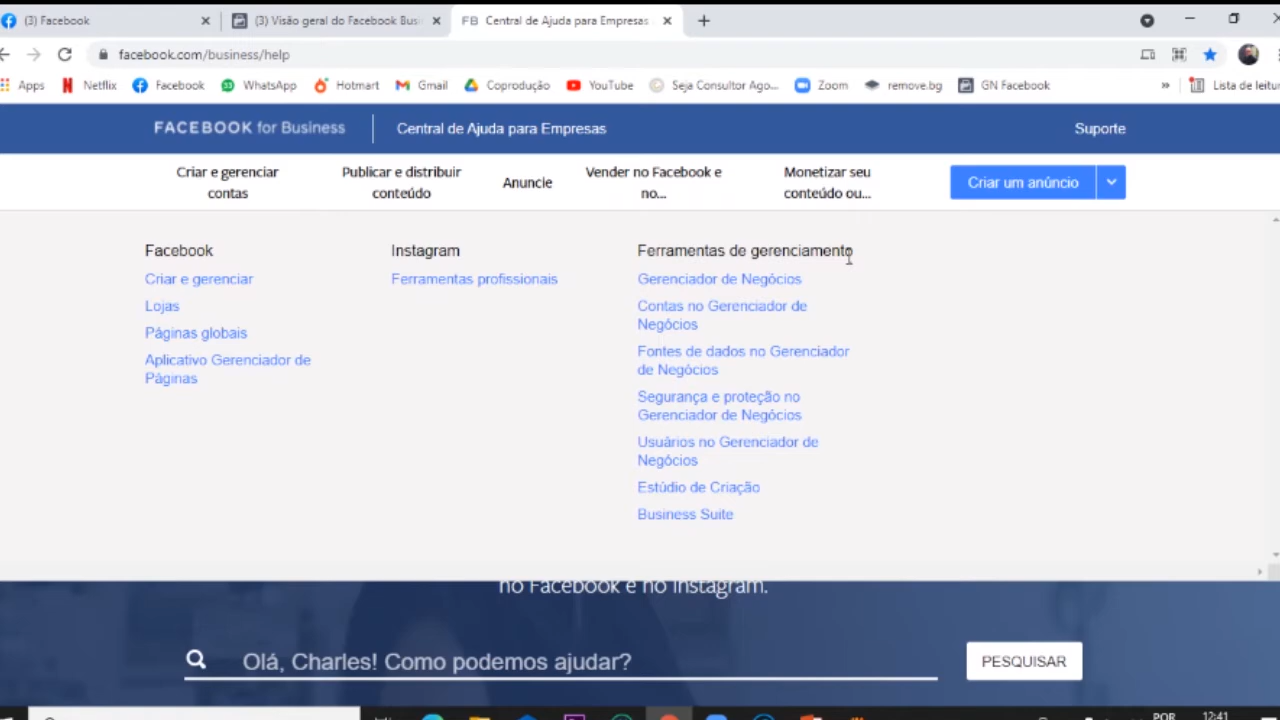 (3) Facebook
(3) Visão geral do Facebook Busi
FB Central de Ajuda para Empresas
facebook.com/business/help
Apps Netflix Facebook WhatsApp Hotmart Gmail Coprodução YouTube Seja Consultor Ago... Zoom remove.bg GN Facebook » Lista de leitu
FACEBOOK for Business Central de Ajuda para Empresas Suporte
Criar e gerenciar
contas
Publicar e distribuir
conteúdo
Anuncie
Vender no Facebook e
no...
Monetizar seu
conteúdo ou...
Criar um anúncio
Facebook
Criar e gerenciar
Lojas
Páginas globais
Aplicativo Gerenciador de
Páginas
Instagram
Ferramentas profissionais
Ferramentas de gerenciamento
Gerenciador de Negócios
Contas no Gerenciador de
Negócios
Fontes de dados no Gerenciador
de Negócios
Segurança e proteção no
Gerenciador de Negócios
Usuários no Gerenciador de
Negócios
Estúdio de Criação
Business Suite
no Facebook e no Instagram.
Olá, Charles! Como podemos ajudar?
PESQUISAR
POR 12:41